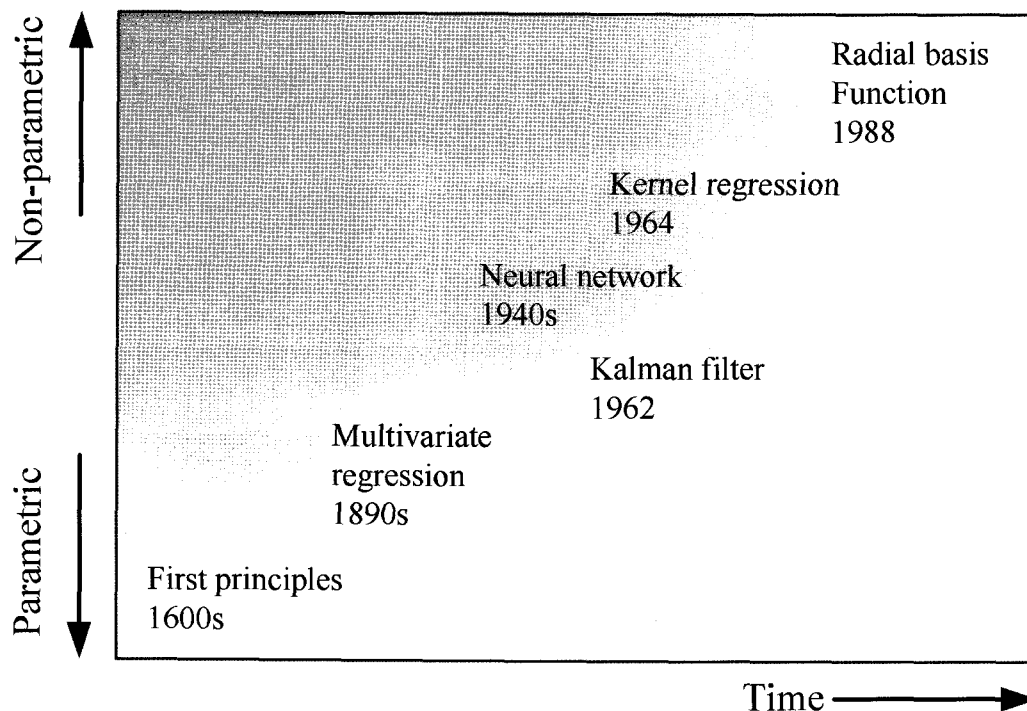 Non-parametric
Parametric
Radial basis
Function
1988
Kernel regression
1964
Neural network
1940s
Kalman filter
1962
Multivariate
regression
1890s
First principles
1600s
Time